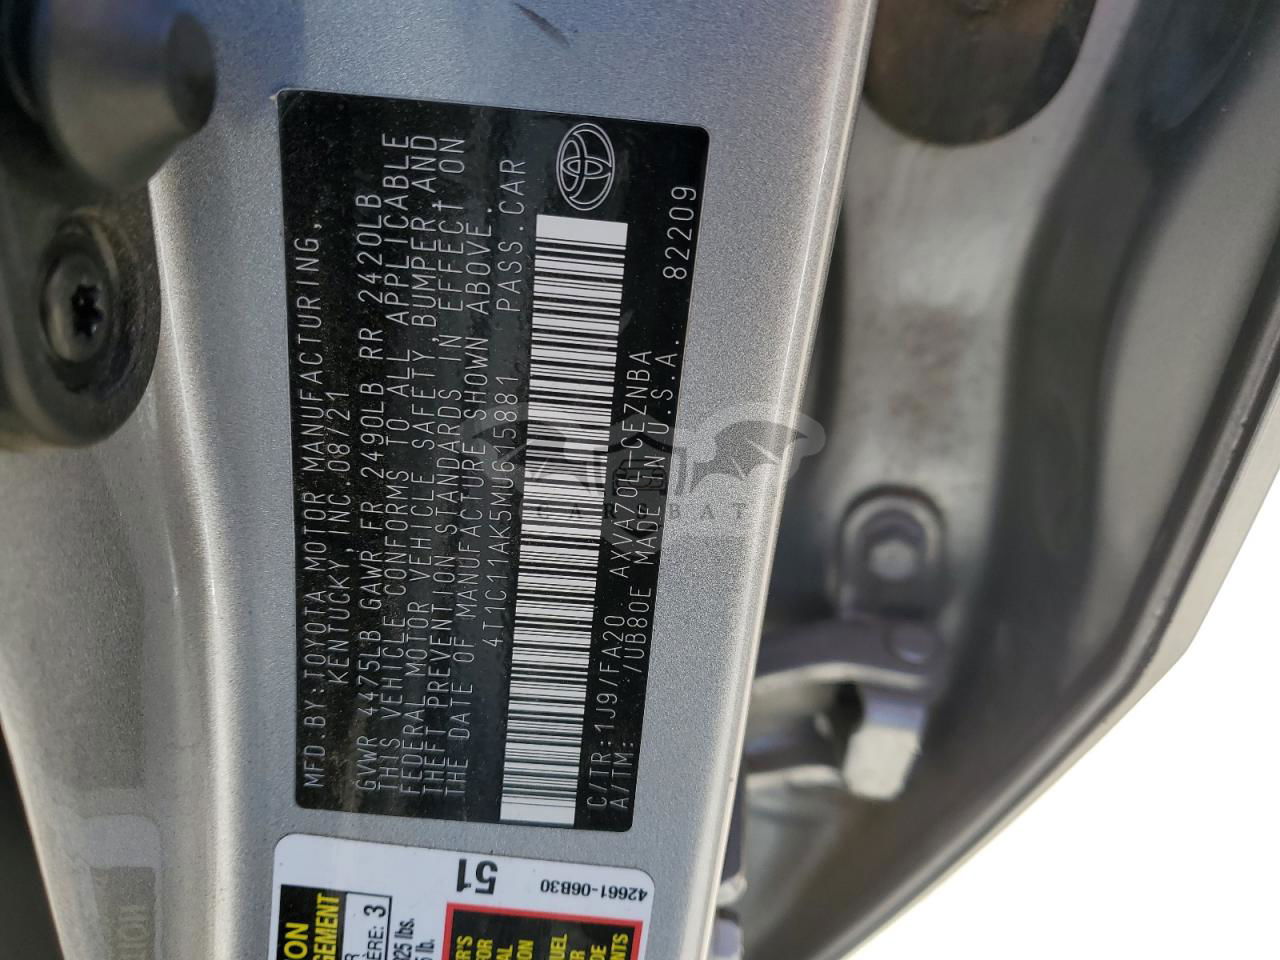 MFD.BY:TOYOTA MOTOR MANUFACTURING,
KENTUCKY,INC. 08/21
GVWR 4475LB GAWR FR 2490LB RR 2420LB
THIS VEHICLE CONFORMS TO ALL APPLICABLE
FEDERAL MOTOR VEHICLE SAFETY, BUMPER AND
THEFT PREVENTION STANDARDS IN EFFECT ON
THE DATE OF MANUFACTURE SHOWN ABOVE.
4T1C11AK5MU615881 PASS.CAR
C/TR:1J9/FA20
A/TM: /UB80E MADE IN U.S.A. 82209
51
42661-06B30
3